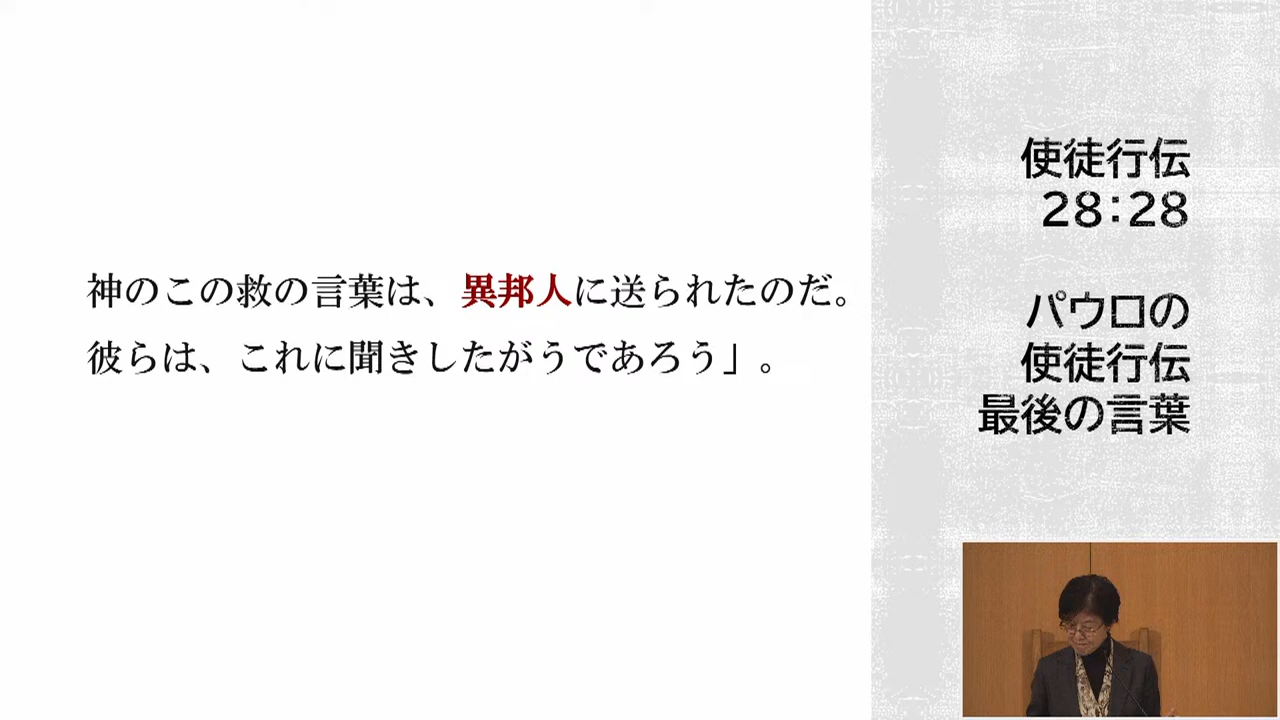 神のこの救の言葉は、異邦人に送られたのだ。
彼らは、これに聞きしたがうであろう」。
使徒行伝
28:28
パウロの
使徒行伝
最後の言葉